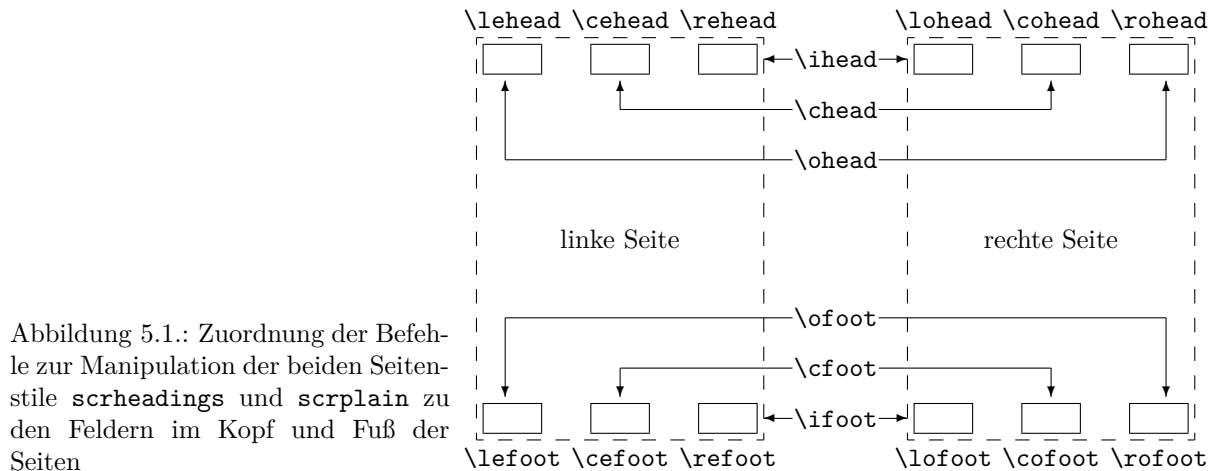 \lehead \cehead \rehead \lohead \cohead \rohead
\ihead
\chead
\ohead
linke Seite rechte Seite
\ofoot
\cfoot
\ifoot
\lefoot \cefoot \refoot \lofoot \cofoot \rofoot
Abbildung 5.1.: Zuordnung der Befeh-
le zur Manipulation der beiden Seiten-
stile scrheadings und scrplain zu
den Feldern im Kopf und Fuß der
Seiten